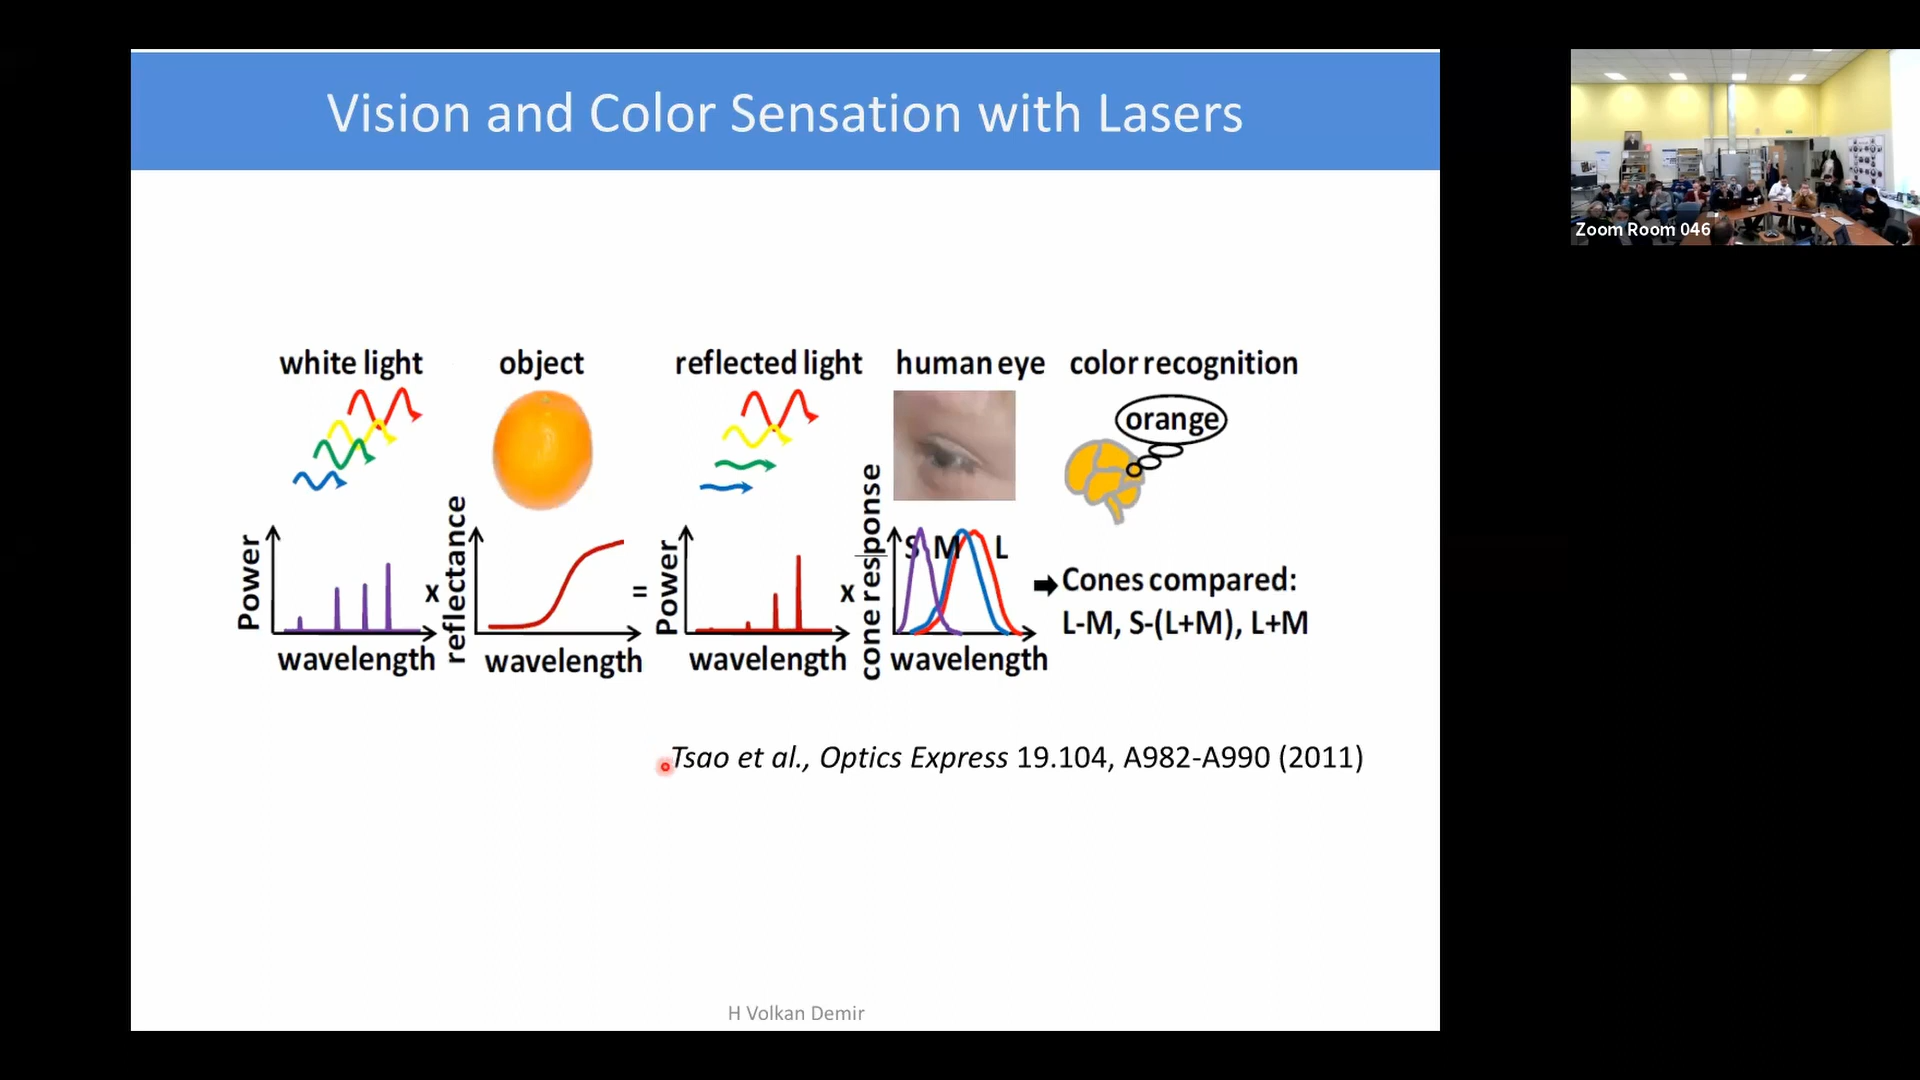 Vision and Color Sensation with Lasers
Zoom Room 046
white light
object
reflected light
human eye
color recognition
orange
Power
wavelength
x
reflectance
wavelength
=
Power
wavelength
x
cone response
S M L
wavelength
Cones compared:
L-M, S-(L+M), L+M
Tsao et al., Optics Express 19.104, A982-A990 (2011)
H Volkan Demir